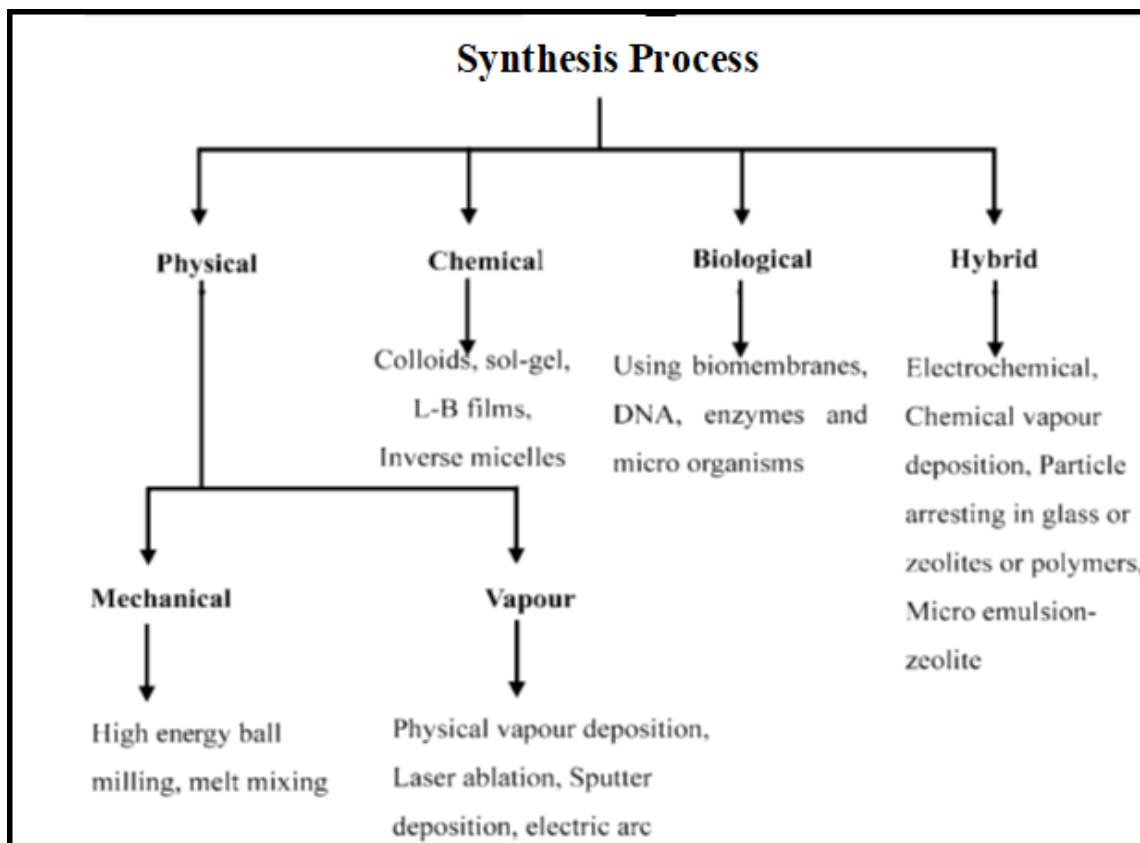 Synthesis Process
Physical
Chemical
Biological
Hybrid
Colloids, sol-gel,
L-B films,
Inverse micelles
Using biomembranes,
DNA, enzymes and
micro organisms
Electrochemical,
Chemical vapour
deposition, Particle
arresting in glass or
zeolites or polymers,
Micro emulsion-
zeolite
Mechanical
Vapour
High energy ball
milling, melt mixing
Physical vapour deposition,
Laser ablation, Sputter
deposition, electric arc